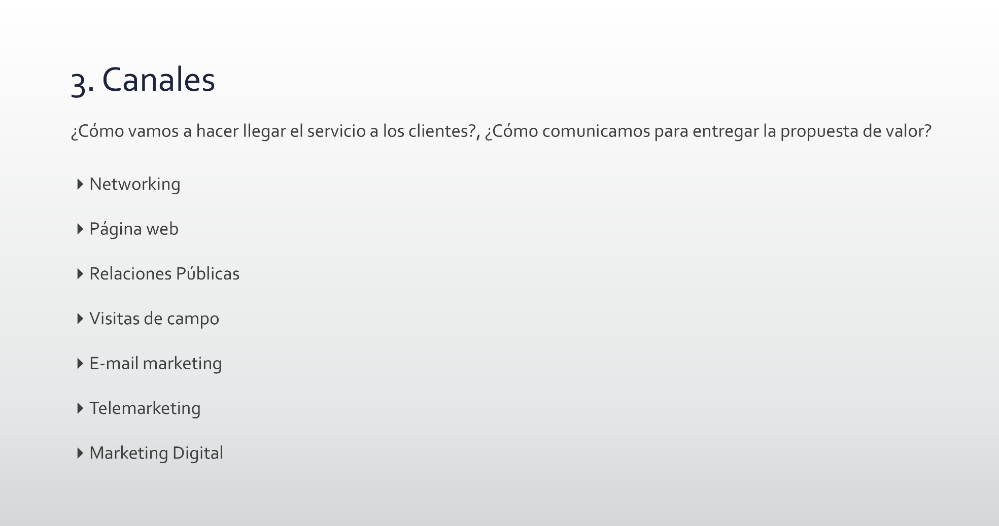 3. Canales
¿Cómo vamos a hacer llegar el servicio a los clientes?, ¿Cómo comunicamos para entregar la propuesta de valor?
Networking
Página web
Relaciones Públicas
Visitas de campo
E-mail marketing
Telemarketing
Marketing Digital